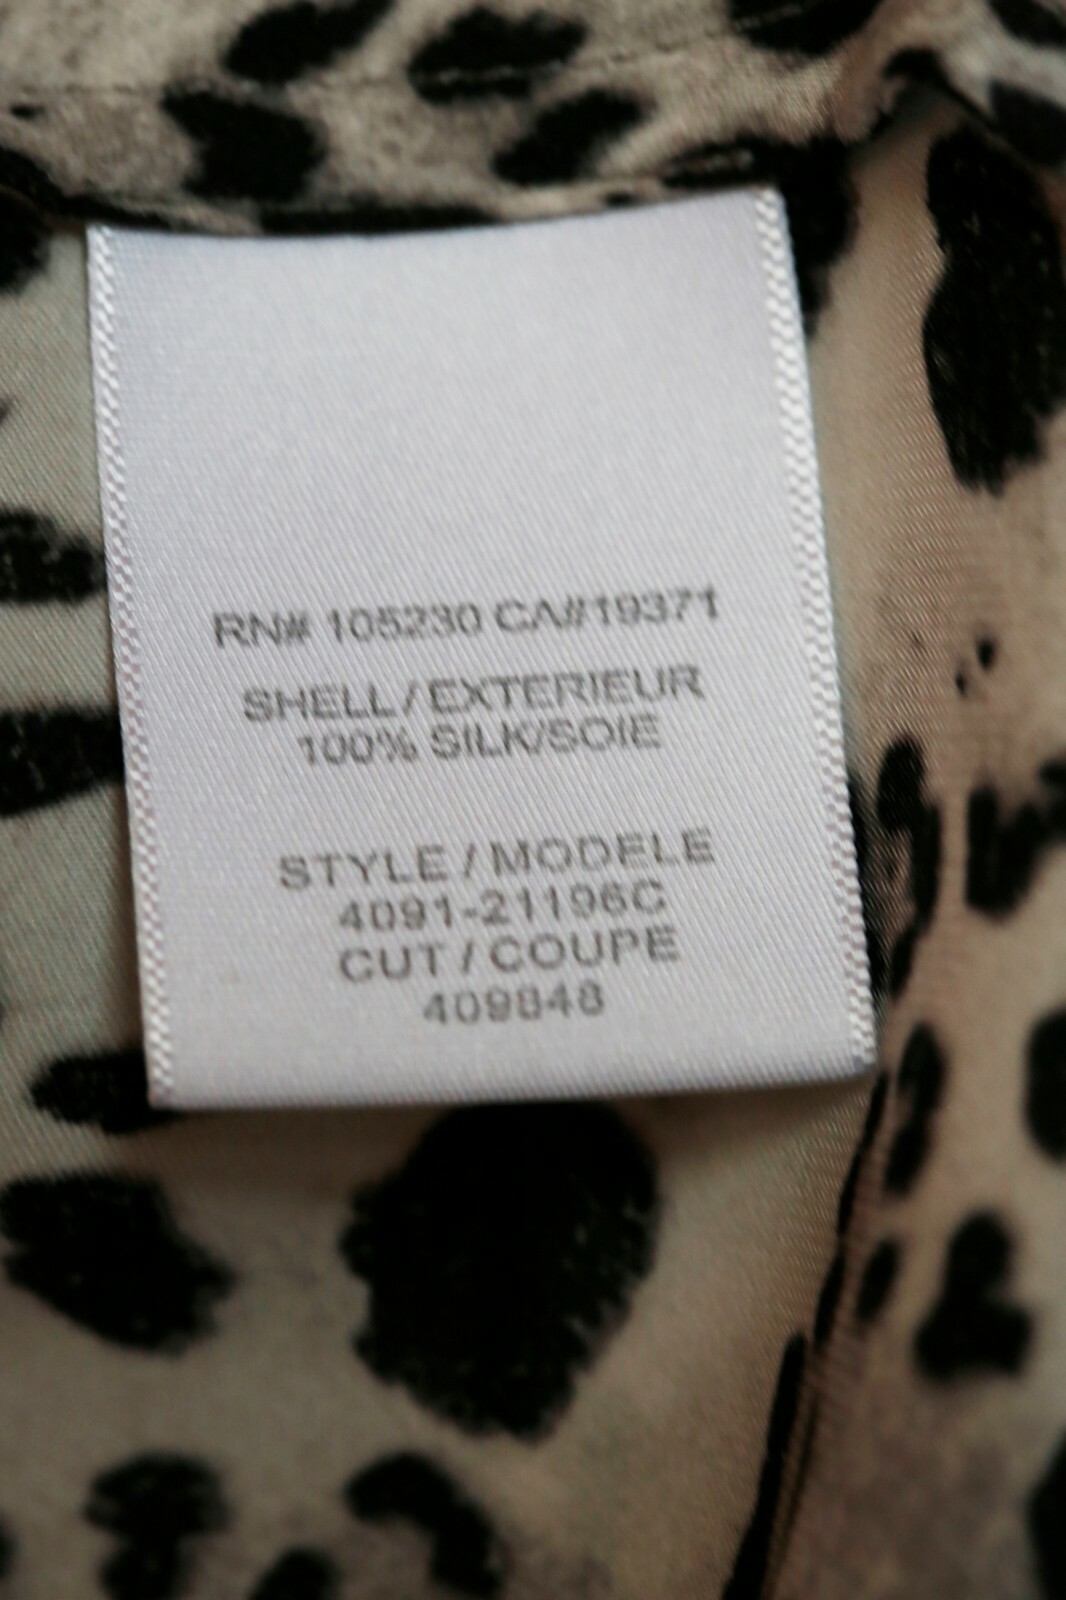 RN# 105230 CA#19371
SHELL / EXTERIEUR
100% SILK/SOIE
STYLE / MODELE
4091-21196C
CUT / COUPE
409848